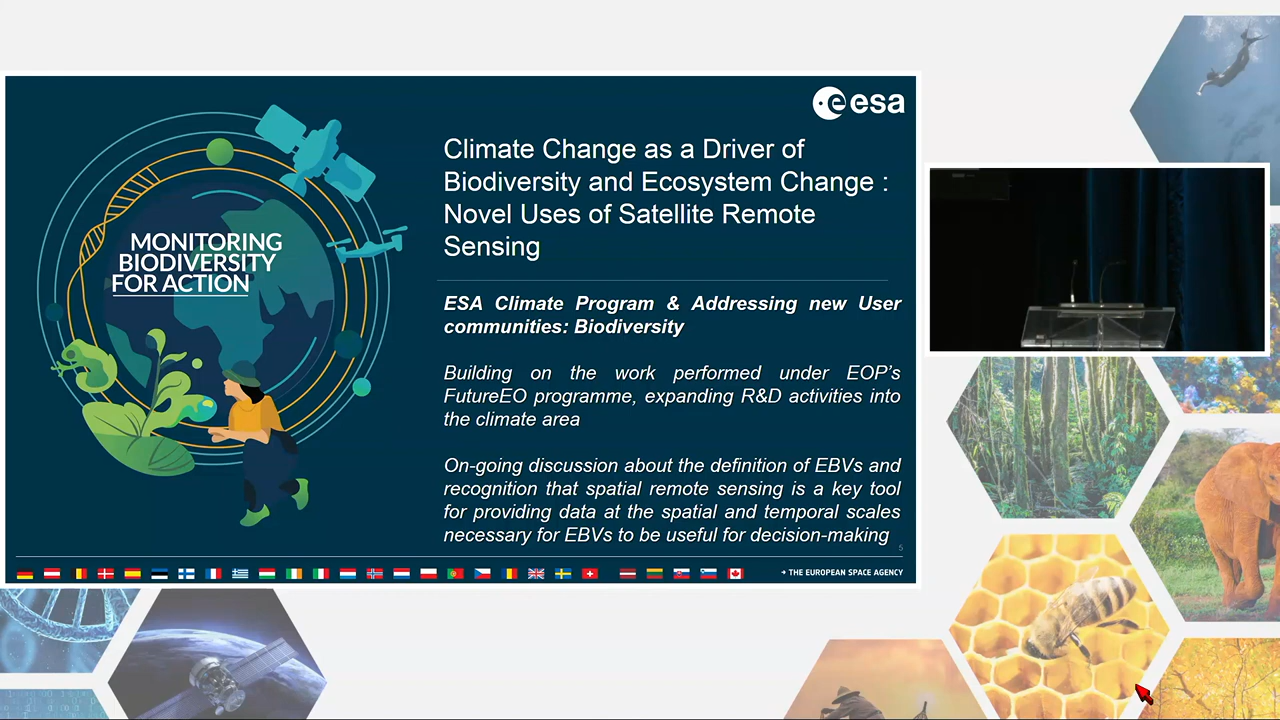 esa
Climate Change as a Driver of
Biodiversity and Ecosystem Change :
Novel Uses of Satellite Remote
Sensing
MONITORING
BIODIVERSITY
FOR ACTION
ESA Climate Program & Addressing new User
communities: Biodiversity
Building on the work performed under EOP's
FutureEO programme, expanding R&D activities into
the climate area
On-going discussion about the definition of EBVs and
recognition that spatial remote sensing is a key tool
for providing data at the spatial and temporal scales
necessary for EBVs to be useful for decision-making
5
→ THE EUROPEAN SPACE AGENCY